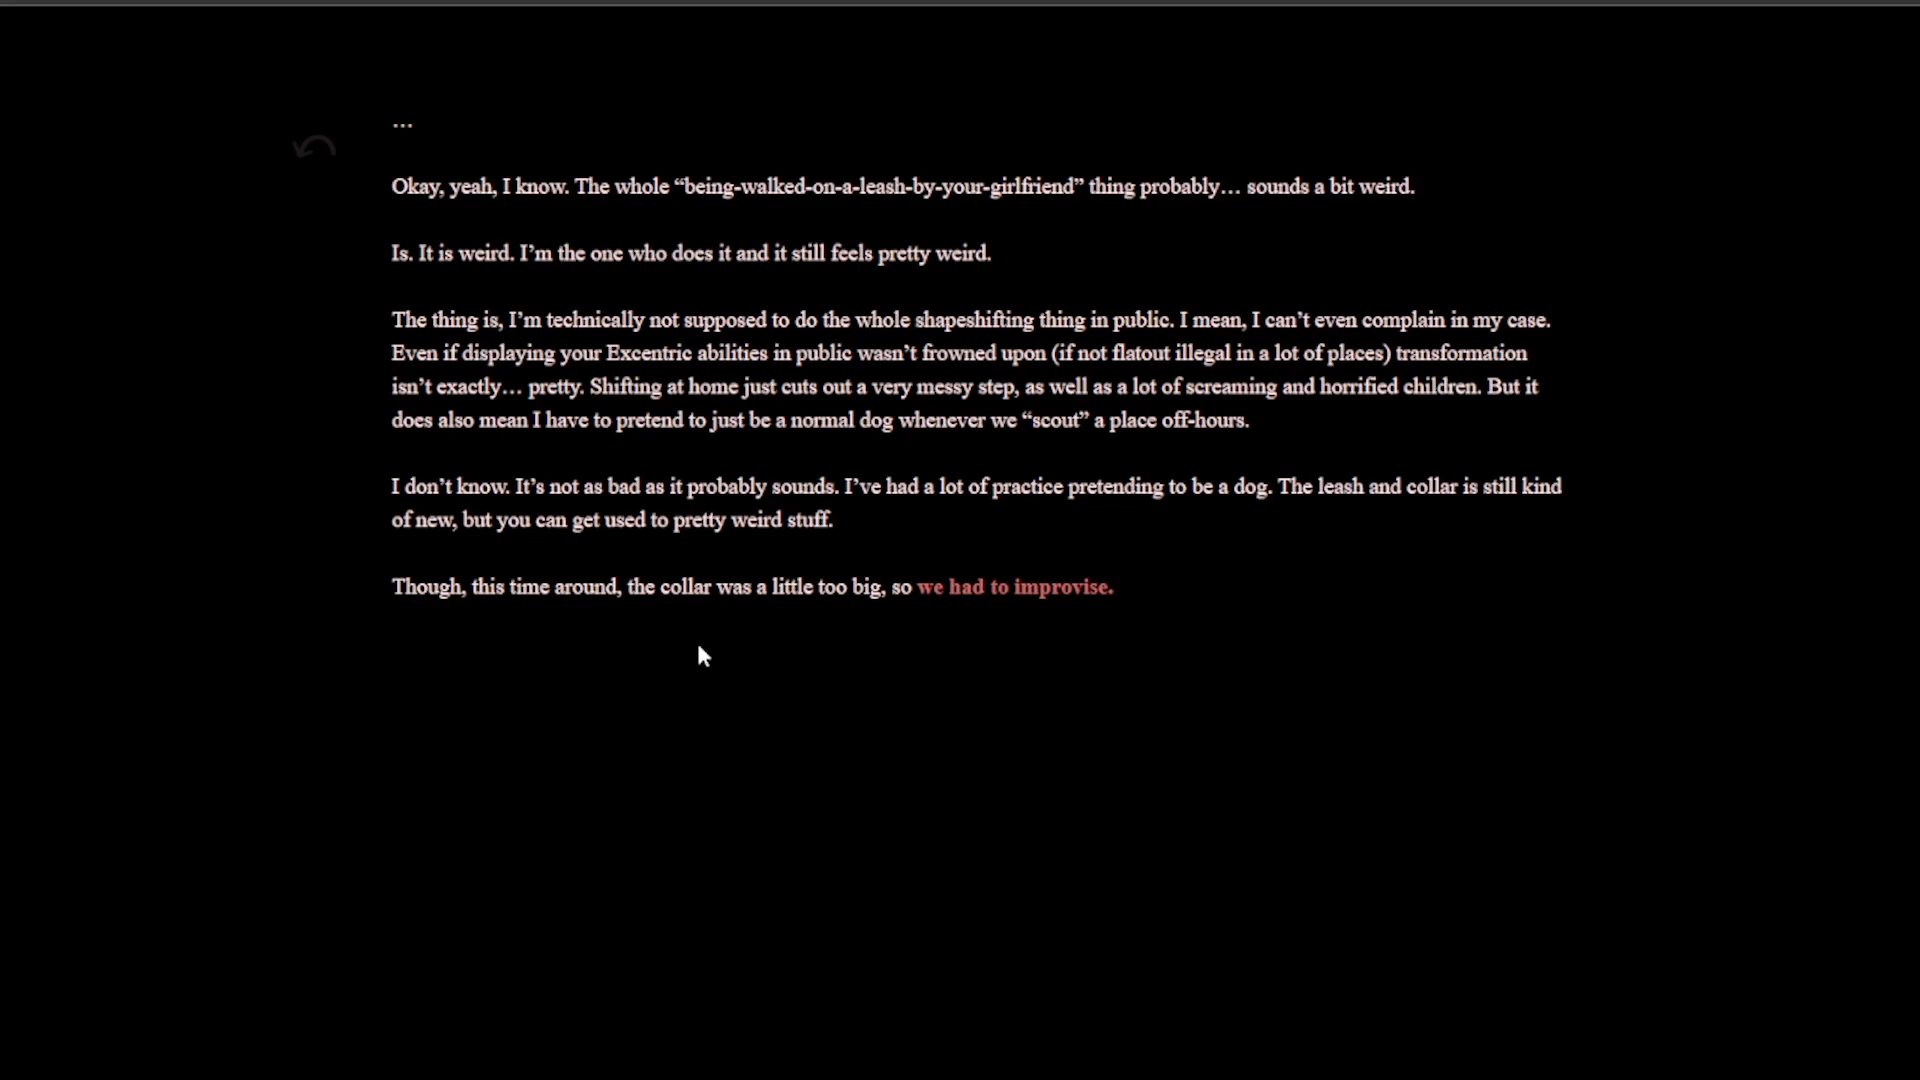 ...
Okay, yeah, I know. The whole “being-walked-on-a-leash-by-your-girlfriend” thing probably… sounds a bit weird.
Is. It is weird. I’m the one who does it and it still feels pretty weird.
The thing is, I’m technically not supposed to do the whole shapeshifting thing in public. I mean, I can’t even complain in my case.
Even if displaying your Excentric abilities in public wasn’t frowned upon (if not flatout illegal in a lot of places) transformation
isn’t exactly… pretty. Shifting at home just cuts out a very messy step, as well as a lot of screaming and horrified children. But it
does also mean I have to pretend to just be a normal dog whenever we “scout” a place off-hours.
I don’t know. It’s not as bad as it probably sounds. I’ve had a lot of practice pretending to be a dog. The leash and collar is still kind
of new, but you can get used to pretty weird stuff.
Though, this time around, the collar was a little too big, so we had to improvise.